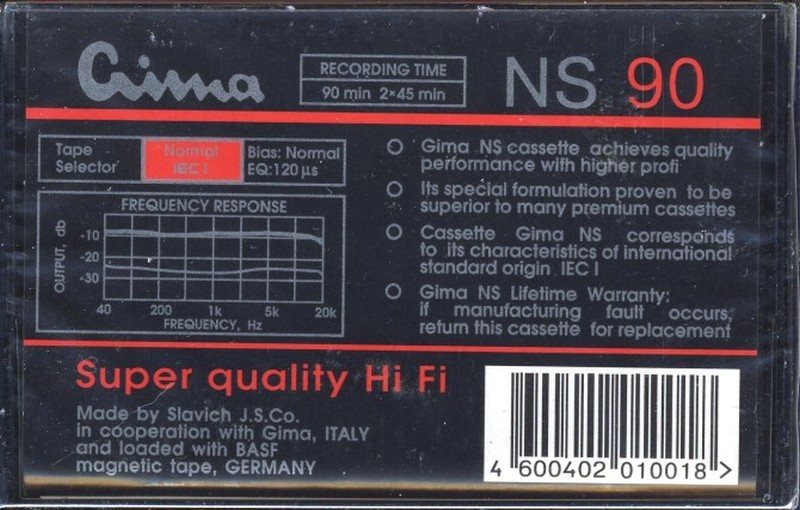 Gima
RECORDING TIME
90 min 2×45 min
NS 90
Tape
Selector
Normal
IEC I
Bias: Normal
EQ:120 µs
FREQUENCY RESPONSE
OUTPUT, db
-10
-20
-30
40 200 1k 5k 20k
FREQUENCY, Hz
Gima NS cassette achieves quality
performance with higher profi
Its special formulation proven to be
superior to many premium cassettes
Cassette Gima NS corresponds
to its characteristics of international
standard origin IEC I
Gima NS Lifetime Warranty:
if manufacturing fault occurs,
return this cassette for replacement
Super quality Hi Fi
Made by Slavich J.S.Co.
in cooperation with Gima, ITALY
and loaded with BASF
magnetic tape, GERMANY
4 600402 010018 >